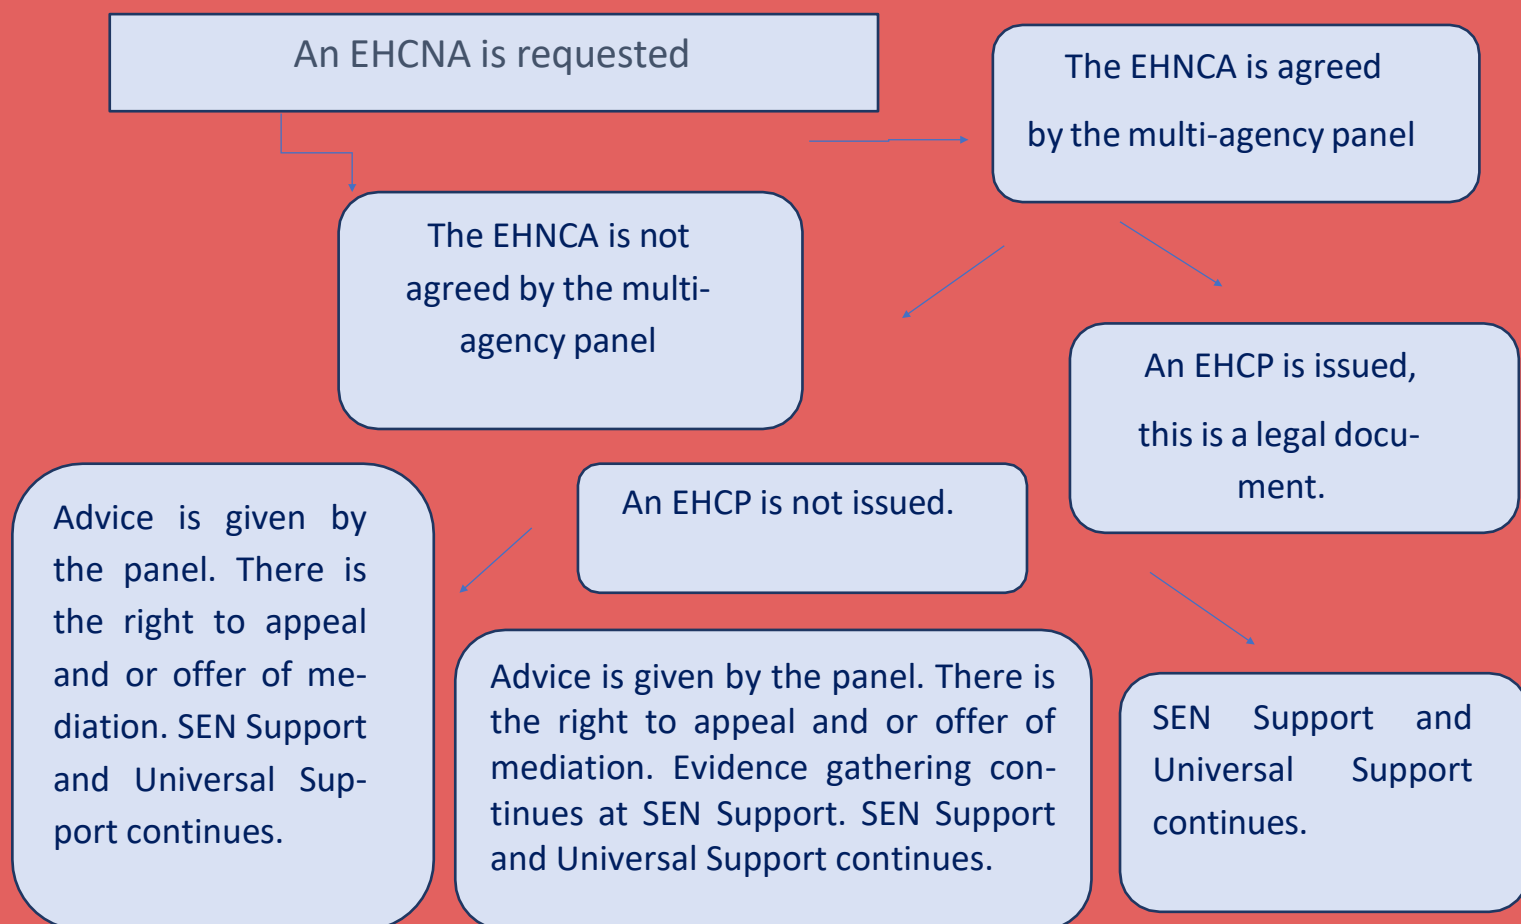 An EHCNA is requested
The EHNCA is agreed
by the multi-agency panel
The EHNCA is not
agreed by the multi-
agency panel
An EHCP is issued,
this is a legal docu-
ment.
An EHCP is not issued.
Advice is given by
the panel. There is
the right to appeal
and or offer of me-
diation. SEN Support
and Universal Sup-
port continues.
Advice is given by the panel. There is
the right to appeal and or offer of
mediation. Evidence gathering con-
tinues at SEN Support. SEN Support
and Universal Support continues.
SEN Support and
Universal Support
continues.